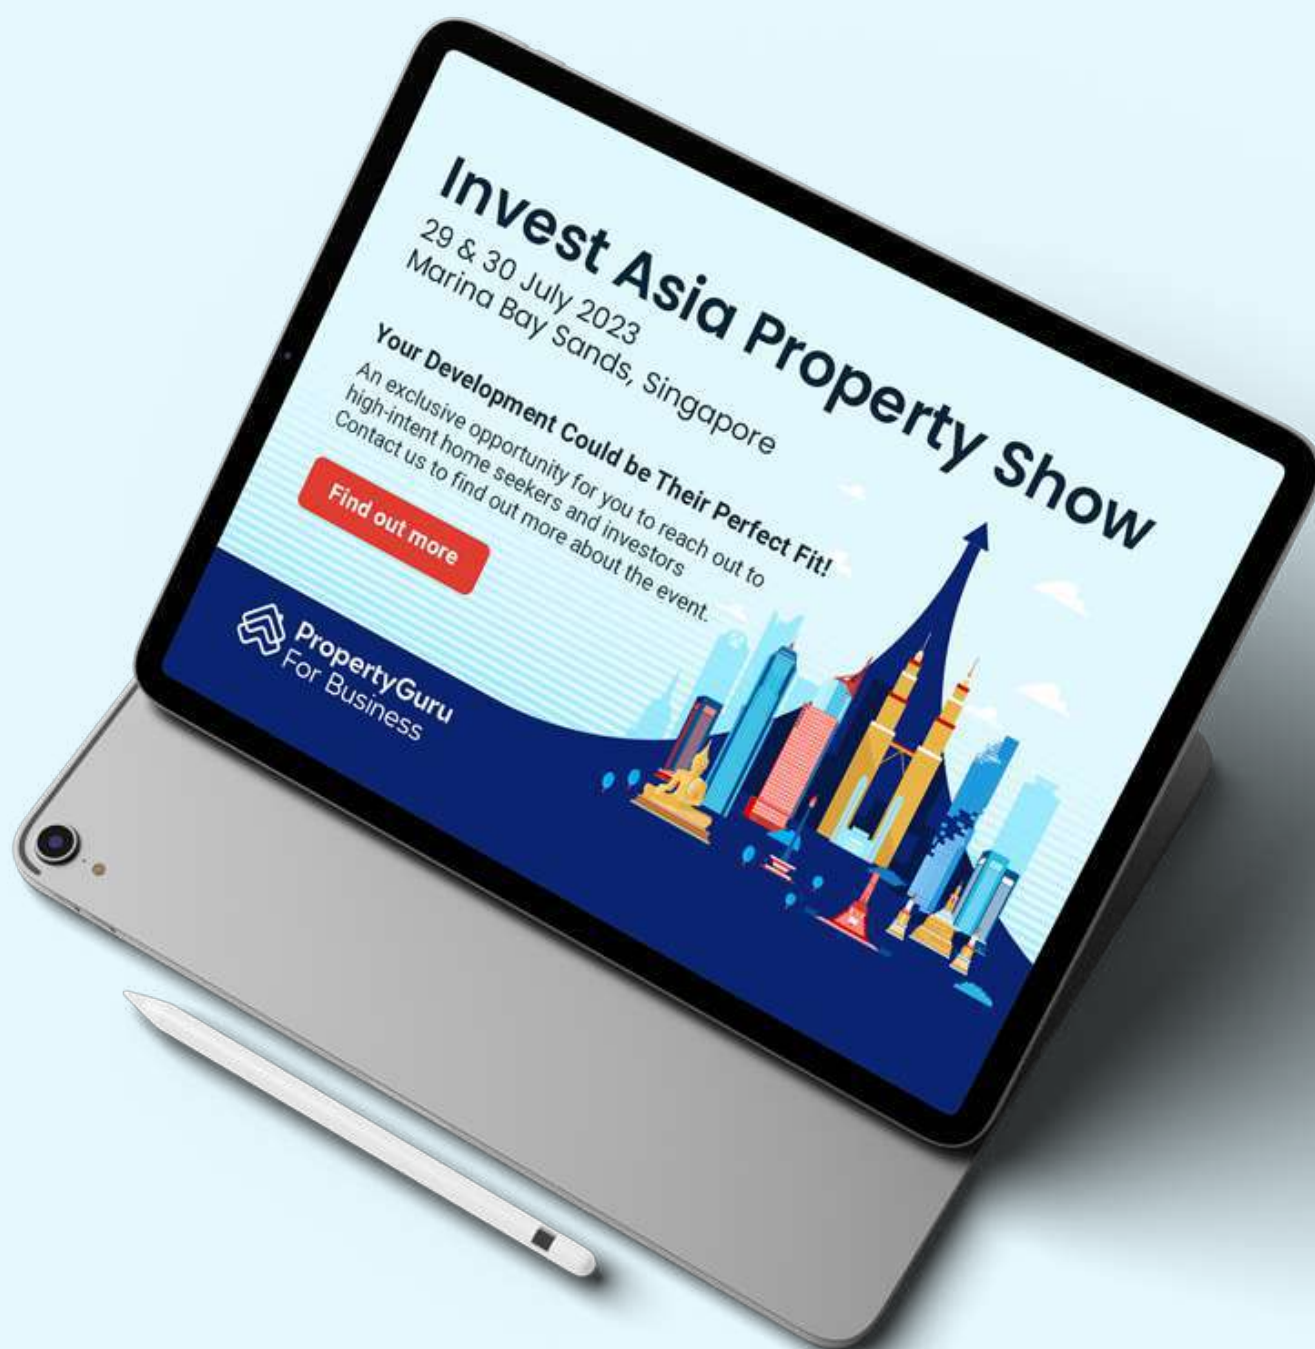 Invest Asia Property Show
29 & 30 July 2023
Marina Bay Sands, Singapore
Your Development Could be Their Perfect Fit!
An exclusive opportunity for you to reach out to
high-intent home seekers and investors
Contact us to find out more about the event.
Find out more
PropertyGuru
For Business